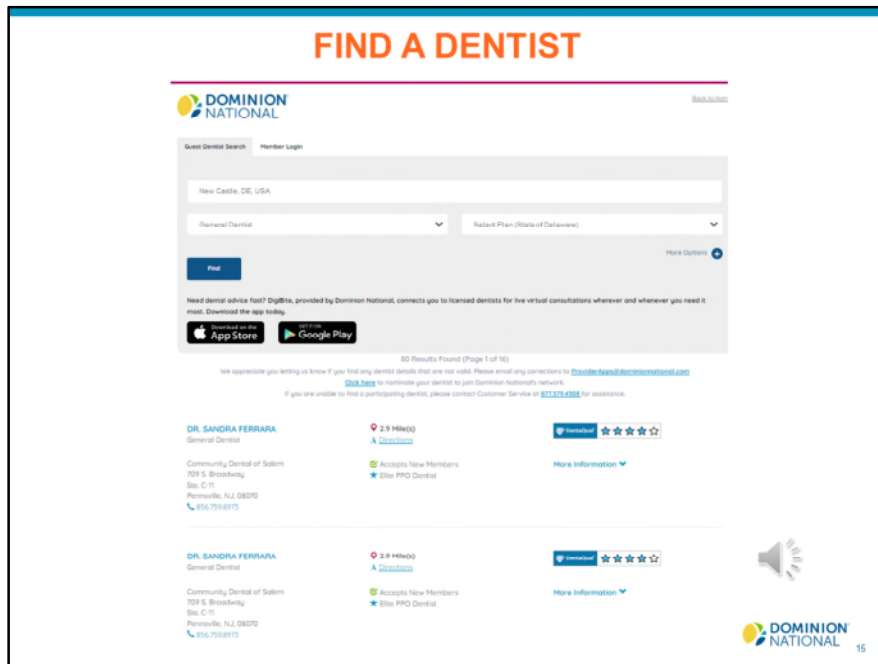 FIND A DENTIST
DOMINION
NATIONAL
Guest Dentist Search Member Login
New Castle, DE, USA
General Dentist Select Plan (State of Delaware)
More Options
Find
Need dental advice fast? DigiBite, provided by Dominion National, connects you to licensed dentists for live virtual consultations wherever and whenever you need it
most. Download the app today.
Download on the App Store GET IT ON Google Play
80 Results Found (Page 1 of 16)
We appreciate you letting us know if you find any dentist details that are not valid. Please email any corrections to ProviderApps@dominionnational.com
Click here to nominate your dentist to join Dominion National's network.
If you are unable to find a participating dentist, please contact Customer Service at 877.379.4308 for assistance.
DR. SANDRA FERRARA 2.9 Mile(s) DentaQual
General Dentist Directions
Community Dental of Salem Accepts New Members More Information
709 S. Broadway Elite PPO Dentist
Ste. C-11
Pennsville, NJ, 08070
856.759.8973
DR. SANDRA FERRARA 2.9 Mile(s) DentaQual
General Dentist Directions
Community Dental of Salem Accepts New Members More Information
709 S. Broadway Elite PPO Dentist
Ste. C-11
Pennsville, NJ, 08070
856.759.8973
DOMINION
NATIONAL
15